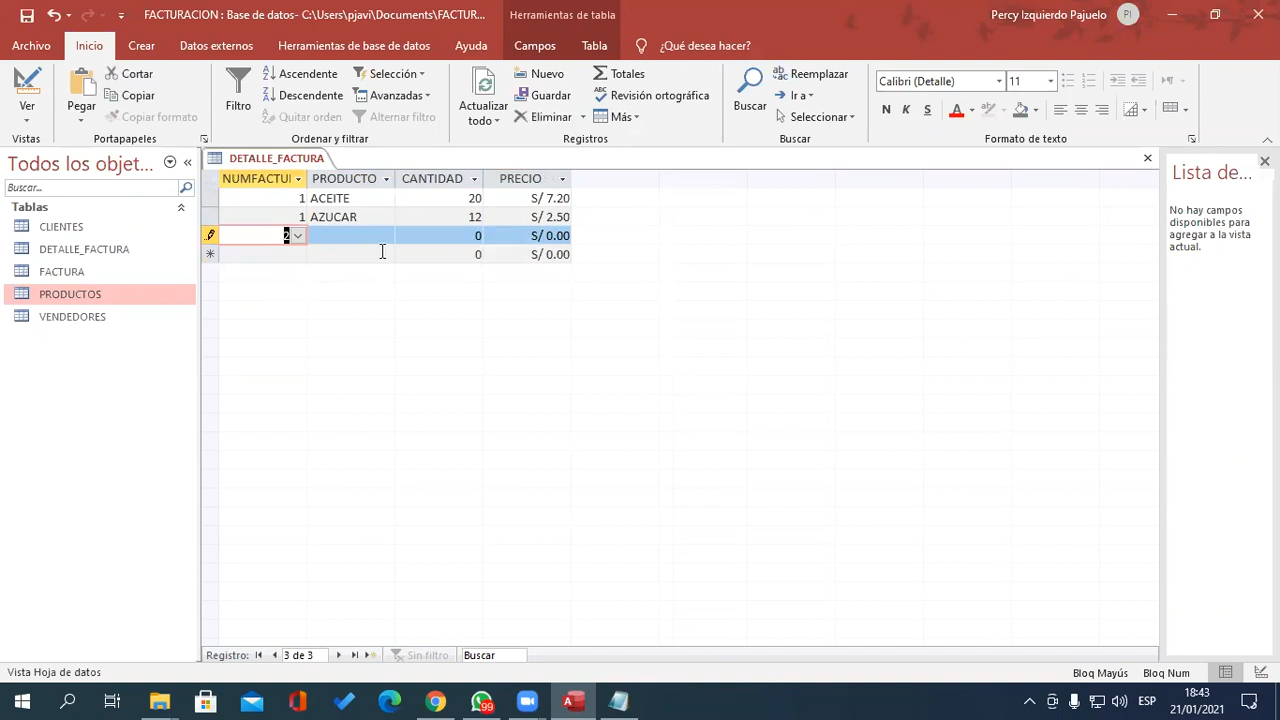 FACTURACION : Base de datos- C:\Users\pjavi\Documents\FACTUR...
Herramientas de tabla
Percy Izquierdo Pajuelo
PI
Archivo
Inicio
Crear
Datos externos
Herramientas de base de datos
Ayuda
Campos
Tabla
¿Qué desea hacer?
Ver
Pegar
Cortar
Copiar
Copiar formato
Filtro
Ascendente
Descendente
Quitar orden
Selección
Avanzadas
Alternar filtro
Actualizar
todo
Nuevo
Guardar
Eliminar
Totales
Revisión ortográfica
Más
Buscar
Reemplazar
Ir a
Seleccionar
Calibri (Detalle)
11
N K S
Vistas
Portapapeles
Ordenar y filtrar
Registros
Buscar
Formato de texto
Todos los objet...
Buscar...
Tablas
CLIENTES
DETALLE_FACTURA
FACTURA
PRODUCTOS
VENDEDORES
DETALLE_FACTURA
NUMFACTUI PRODUCTO CANTIDAD PRECIO
1 ACEITE 20 S/ 7.20
1 AZUCAR 12 S/ 2.50
2 0 S/ 0.00
0 S/ 0.00
Lista de...
No hay campos
disponibles para
agregar a la vista
actual.
Registro: 3 de 3 Sin filtro Buscar
Vista Hoja de datos
Bloq Mayús
Bloq Num
99
ESP
18:43
21/01/2021